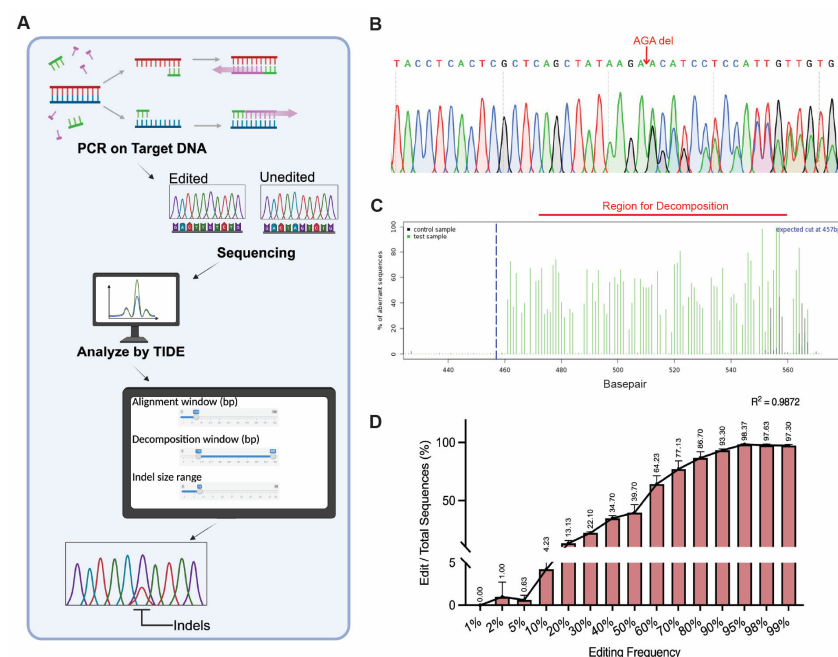 A
PCR on Target DNA
Edited
Unedited
Sequencing
Analyze by TIDE
Alignment window (bp)
Decomposition window (bp)
Indel size range
Indels
B
AGA del
TACCTCACTCGCTCAGCTATAAGAACATCCTCCATTGTTGTG
C
Region for Decomposition
control sample
test sample
expected cut at 457b
% of aberrant sequences
100
80
60
40
20
0
440
460
480
500
520
540
560
Basepair
D
R² = 0.9872
Edit / Total Sequences (%)
100
50
5
0
0.00
1.00
0.63
4.23
13.13
22.10
34.70
39.70
64.23
77.13
86.70
93.30
98.37
97.63
97.30
1%
2%
5%
10%
20%
30%
40%
50%
60%
70%
80%
90%
95%
98%
99%
Editing Frequency